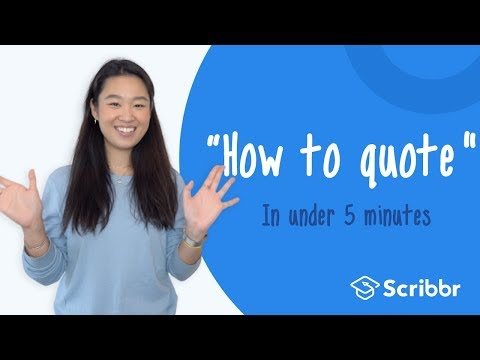 "How to quote"
In under 5 minutes
Scribbr